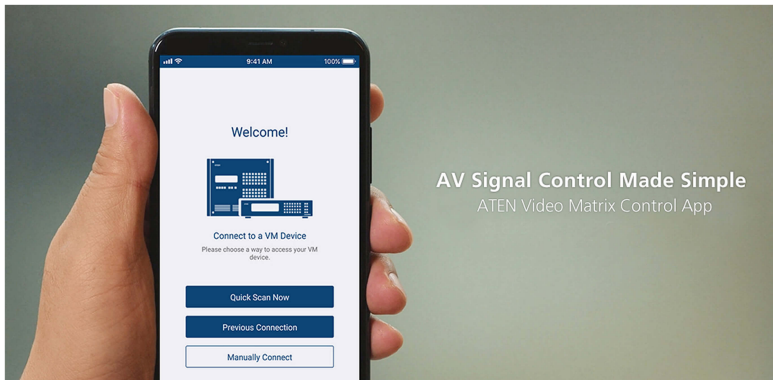 9:41 AM
100%
Welcome!
Connect to a VM Device
Please choose a way to access your VM
device.
Quick Scan Now
Previous Connection
Manually Connect
AV Signal Control Made Simple
ATEN Video Matrix Control App